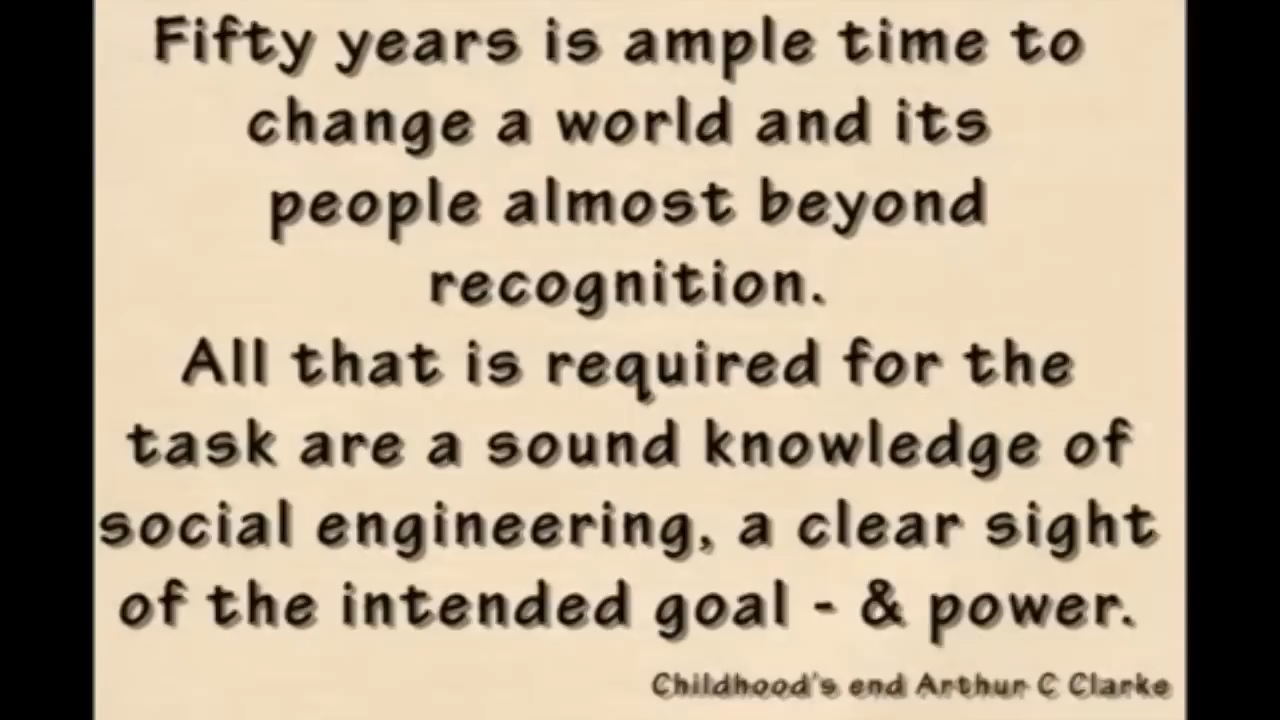 Fifty years is ample time to
change a world and its
people almost beyond
recognition.
All that is required for the
task are a sound knowledge of
social engineering, a clear sight
of the intended goal - & power.
Childhood's end Arthur C Clarke